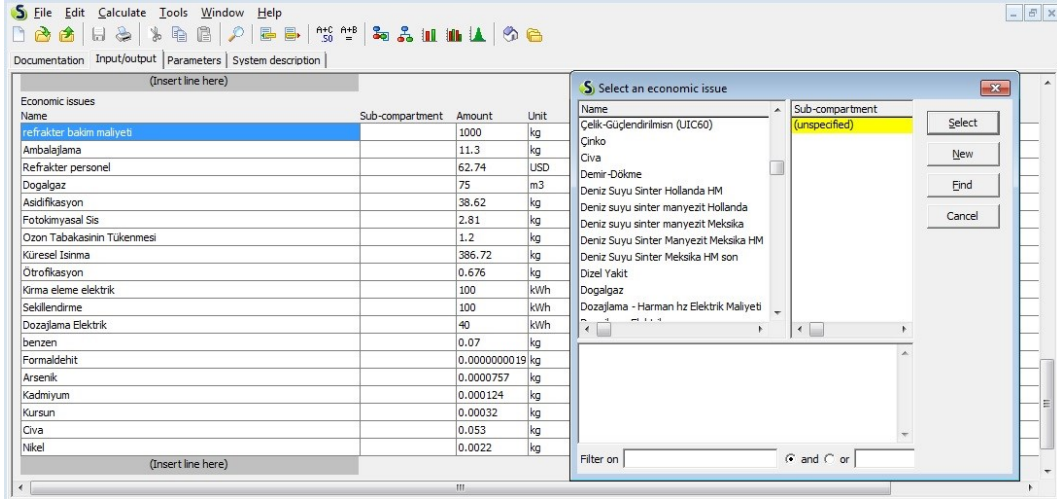 File Edit Calculate Tools Window Help
A+C 50 A+B =
Documentation Input/output Parameters System description
(Insert line here)
Economic issues
Name Sub-compartment Amount Unit
refrakter bakim maliyeti 1000 kg
Ambalajlama 11.3 kg
Refrakter personel 62.74 USD
Dogalgaz 75 m3
Asidifikasyon 38.62 kg
Fotokimyasal Sis 2.81 kg
Ozon Tabakasinin Tükenmesi 1.2 kg
Küresel Isinma 386.72 kg
Ötrofikasyon 0.676 kg
Kirma eleme elektrik 100 kWh
Sekillendirme 100 kWh
Dozajlama Elektrik 40 kWh
benzen 0.07 kg
Formaldehit 0.0000000019 kg
Arsenik 0.0000757 kg
Kadmiyum 0.000124 kg
Kursun 0.00032 kg
Civa 0.053 kg
Nikel 0.0022 kg
(Insert line here)
Select an economic issue
Name
Çelik-Güçlendirilmisn (UIC60)
Çinko
Civa
Demir-Dökme
Deniz Suyu Sinter Hollanda HM
Deniz suyu sinter manyezit Hollanda
Deniz suyu sinter manyezit Meksika
Deniz Suyu Sinter Manyezit Meksika HM
Deniz Suyu Sinter Meksika HM son
Dizel Yakit
Dogalgaz
Dozajlama - Harman hz Elektrik Maliyeti
Sub-compartment
(unspecified)
Select
New
Find
Cancel
Filter on and or